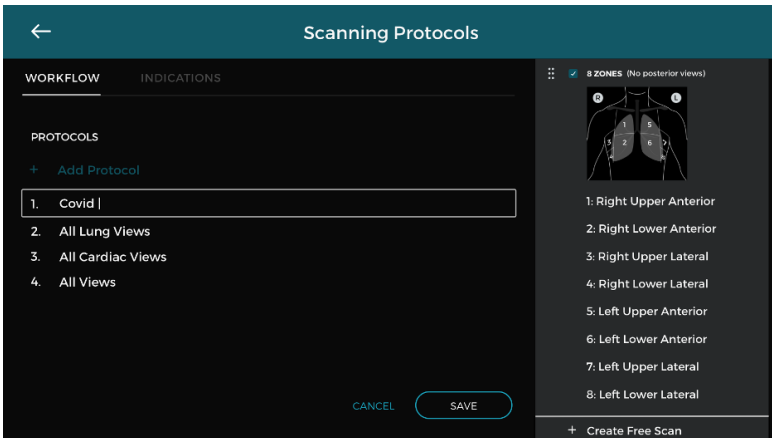 Scanning Protocols
WORKFLOW INDICATIONS
PROTOCOLS
+ Add Protocol
1. Covid
2. All Lung Views
3. All Cardiac Views
4. All Views
CANCEL SAVE
8 ZONES (No posterior views)
R L
1 5
3 2 6 7
4 8
1: Right Upper Anterior
2: Right Lower Anterior
3: Right Upper Lateral
4: Right Lower Lateral
5: Left Upper Anterior
6: Left Lower Anterior
7: Left Upper Lateral
8: Left Lower Lateral
+ Create Free Scan